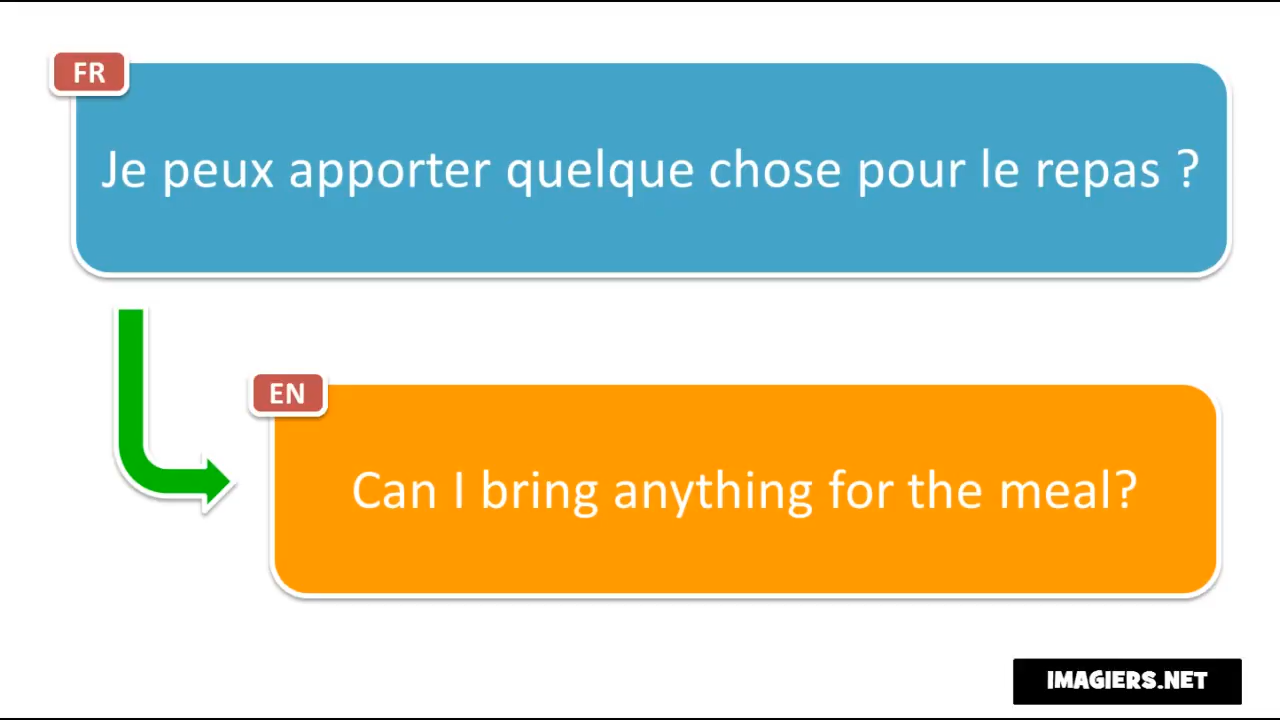 FR
Je peux apporter quelque chose pour le repas ?
EN
Can I bring anything for the meal?
IMAGIERS.NET